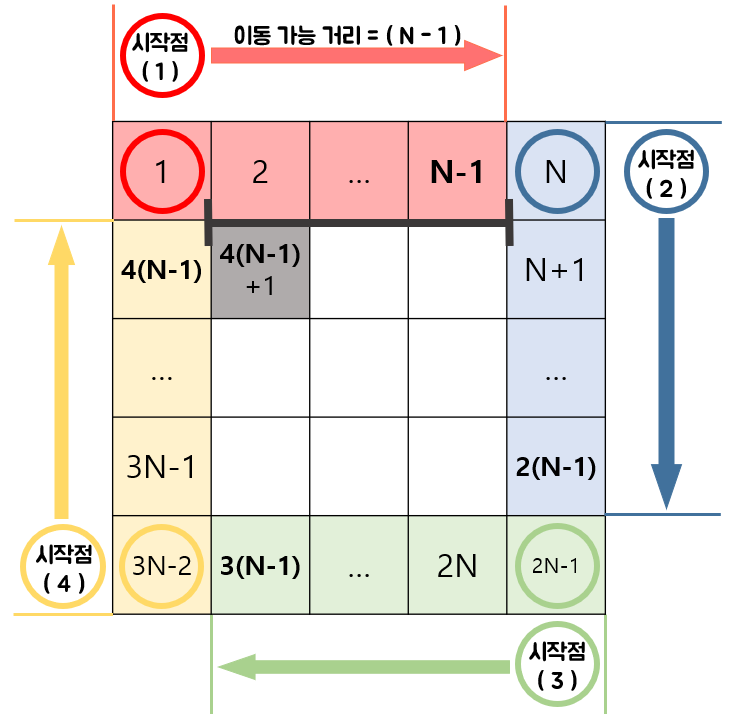 시작점
( 1 )
이동 가능 거리 = ( N - 1 )
1 2 ... N-1 N
시작점
( 2 )
4(N-1) 4(N-1)
+1
N+1
... ...
3N-1 2(N-1)
시작점
( 4 )
3N-2 3(N-1) ... 2N 2N-1
시작점
( 3 )